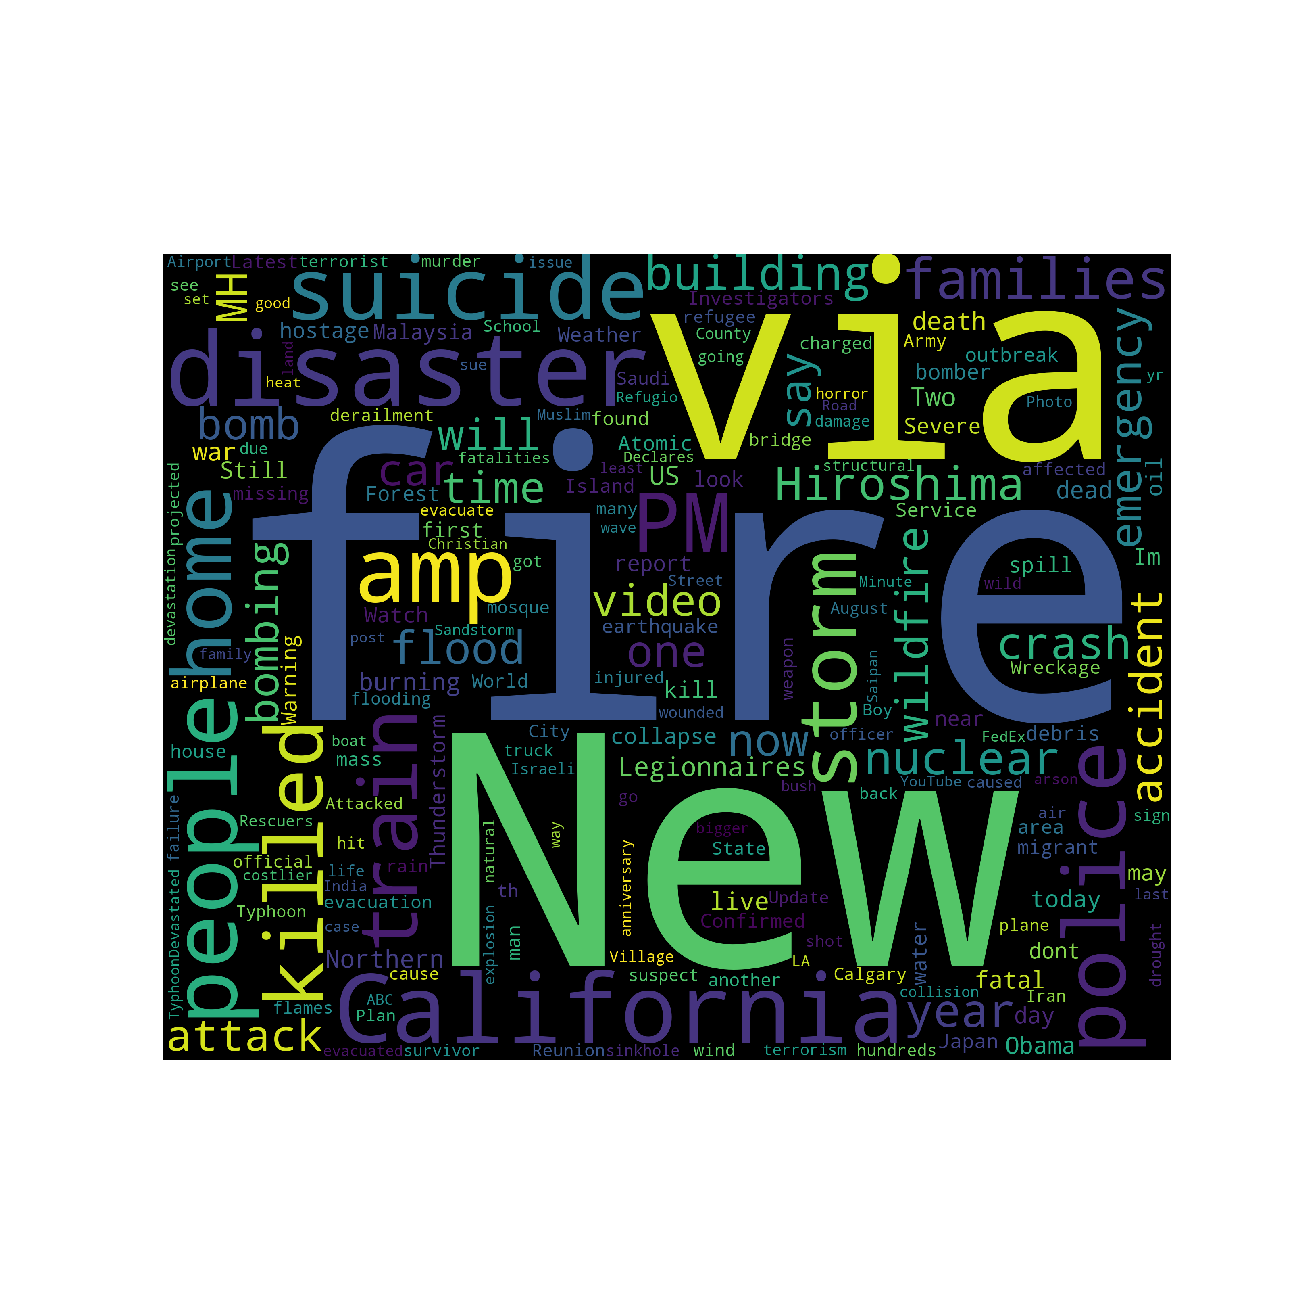 Airport Latest terrorist murder issue
suicide building families
see set MH good
hostage Malaysia School Weather
Investigators
refugee County going
via
death Army
outbreak
bomber
yr
charged
say
disaster
land
heat
sue
Saudi
Refugio
horror
Road
damage
Two
Photo
Severe
emergency
bomb
derailment
Muslim
found
bridge
war due
will
fatalities
Atomic
Declares
structural
affected
Still
car
least
US look
Hiroshima
dead
oil
missing
Forest
time
Island
evacuate
many
wave
PM
Service
projected
devastation
home
first
Christian
got
fire
amp
report
Street
storm
wildfire
Minute
wild
spill
Im
bombing
Watch
mosque
video
August
Sandstorm
earthquake
post
flood
one
crash
Wreckage
accident
family
Warning
airplane
burning
World
injured
kill
weapon
Saipan
flooding
wounded
Boy
near
people
killed
train
house
boat
mass
Thunderstorm
City
truck
Israeli
collapse
now
officer
FedEx
debris
Legionnaires
nuclear
go
bush
back
YouTube
caused
arson
police
failure
Attacked
New
Rescuers
hit
natural
way
bigger
air
area
sign
official
costlier
rain
life
State
migrant
India
evacuation
th
anniversary
live
Update
may
today
last
Typhoon
case
man
Confirmed
plane
Devastated
Typhoon
explosion
shot
Northern
Village
LA
water
dont
drought
cause
suspect
another
Calgary
fatal
flames
ABC
Plan
California
collision
Iran
year
day
attack
evacuated
survivor
Reunion
sinkhole
wind
terrorism
hundreds
Japan
Obama